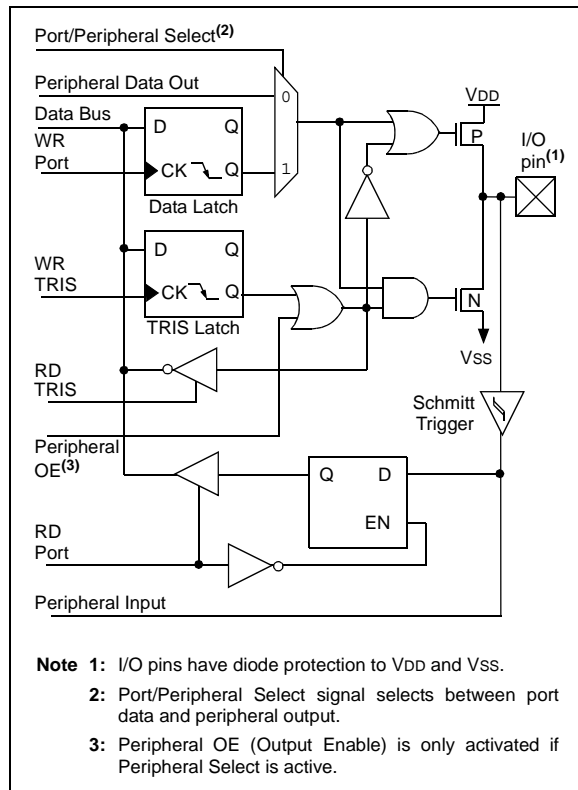 Port/Peripheral Select(2)
Peripheral Data Out
0
VDD
Data Bus
D Q
P
I/O
pin(1)
WR
Port
CK Q
1
Data Latch
D Q
WR
TRIS
CK Q
N
TRIS Latch
VSS
RD
TRIS
Schmitt
Trigger
Peripheral
OE(3)
Q D
EN
RD
Port
Peripheral Input
Note 1: I/O pins have diode protection to VDD and VSS.
2: Port/Peripheral Select signal selects between port
data and peripheral output.
3: Peripheral OE (Output Enable) is only activated if
Peripheral Select is active.